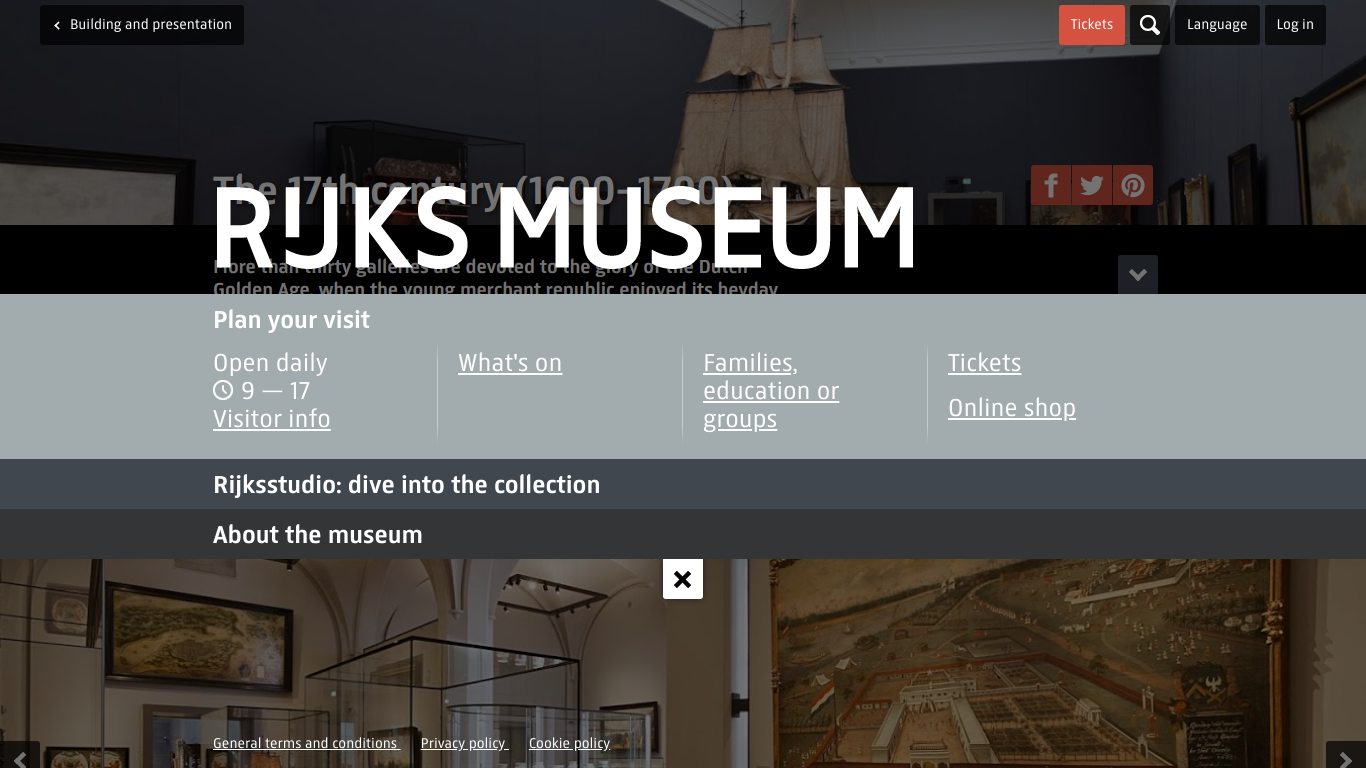 Building and presentation
Tickets
Language
Log in
The 17th century (1600-1700)
RIJKS MUSEUM
More than thirty galleries are devoted to the glory of the Dutch
Golden Age, when the young merchant republic enjoyed its heyday.
Plan your visit
Open daily
9 — 17
Visitor info
What's on
Families,
education or
groups
Tickets
Online shop
Rijksstudio: dive into the collection
About the museum
General terms and conditions
Privacy policy
Cookie policy